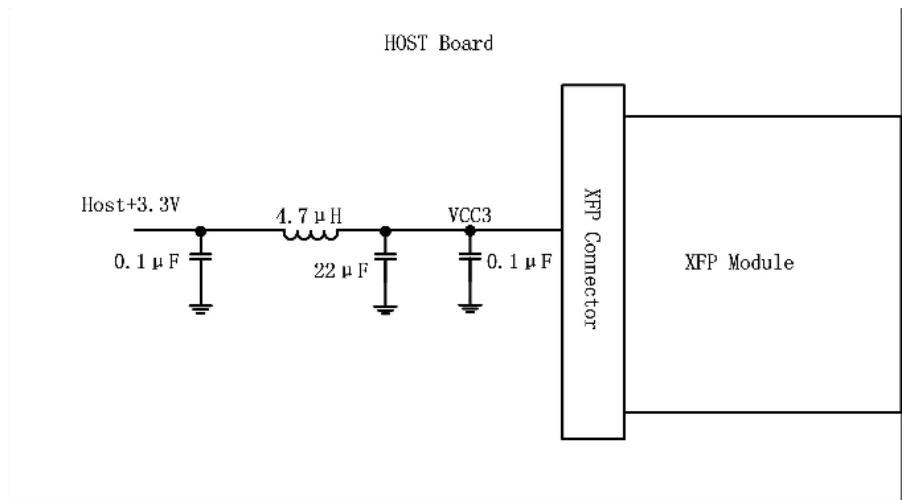 HOST Board
Host+3.3V
4.7μH
VCC3
0.1μF
22μF
0.1μF
XFP Connector
XFP Module